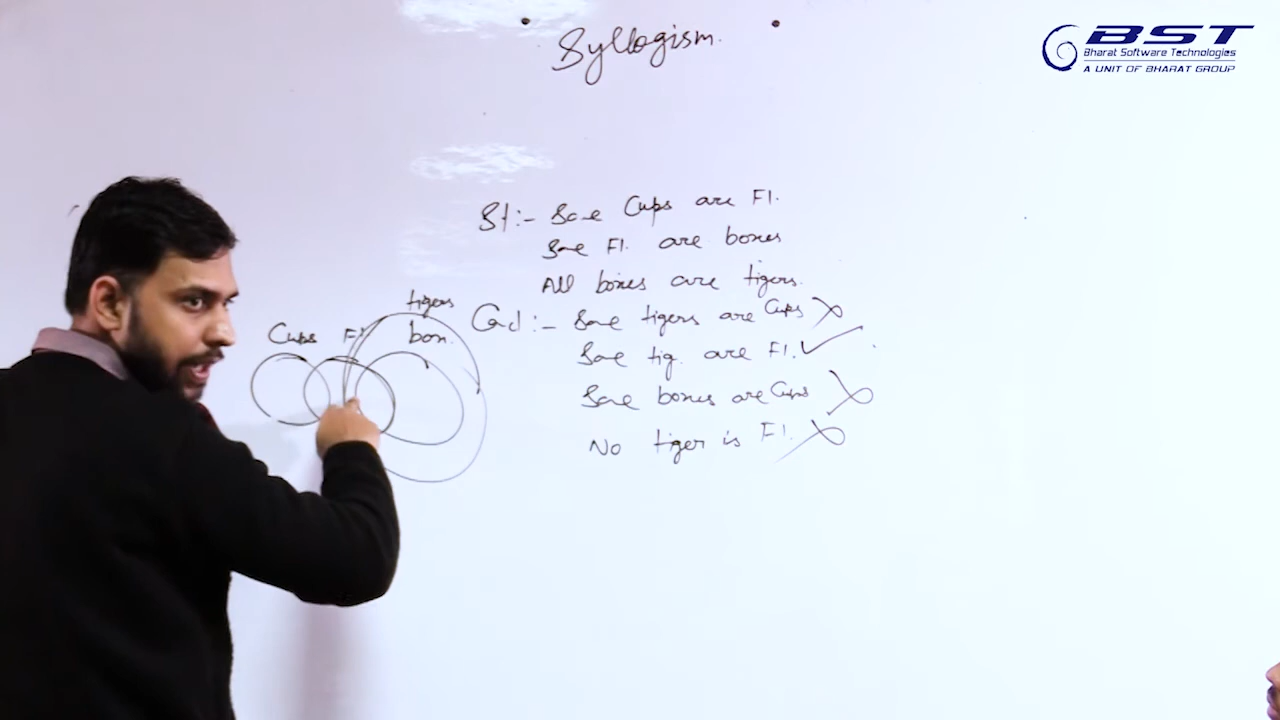 Syllogism.
BST
Bharat Software Technologies
A UNIT OF BHARAT GROUP
St:- Some Cups are Fl.
Some Fl. are boxes
All boxes are tigers.
Cups Fl tigers
box.
Cod:- Some tigers are Cups
Some tig. are Fl.
Some boxes are Cups
No tiger is Fl.